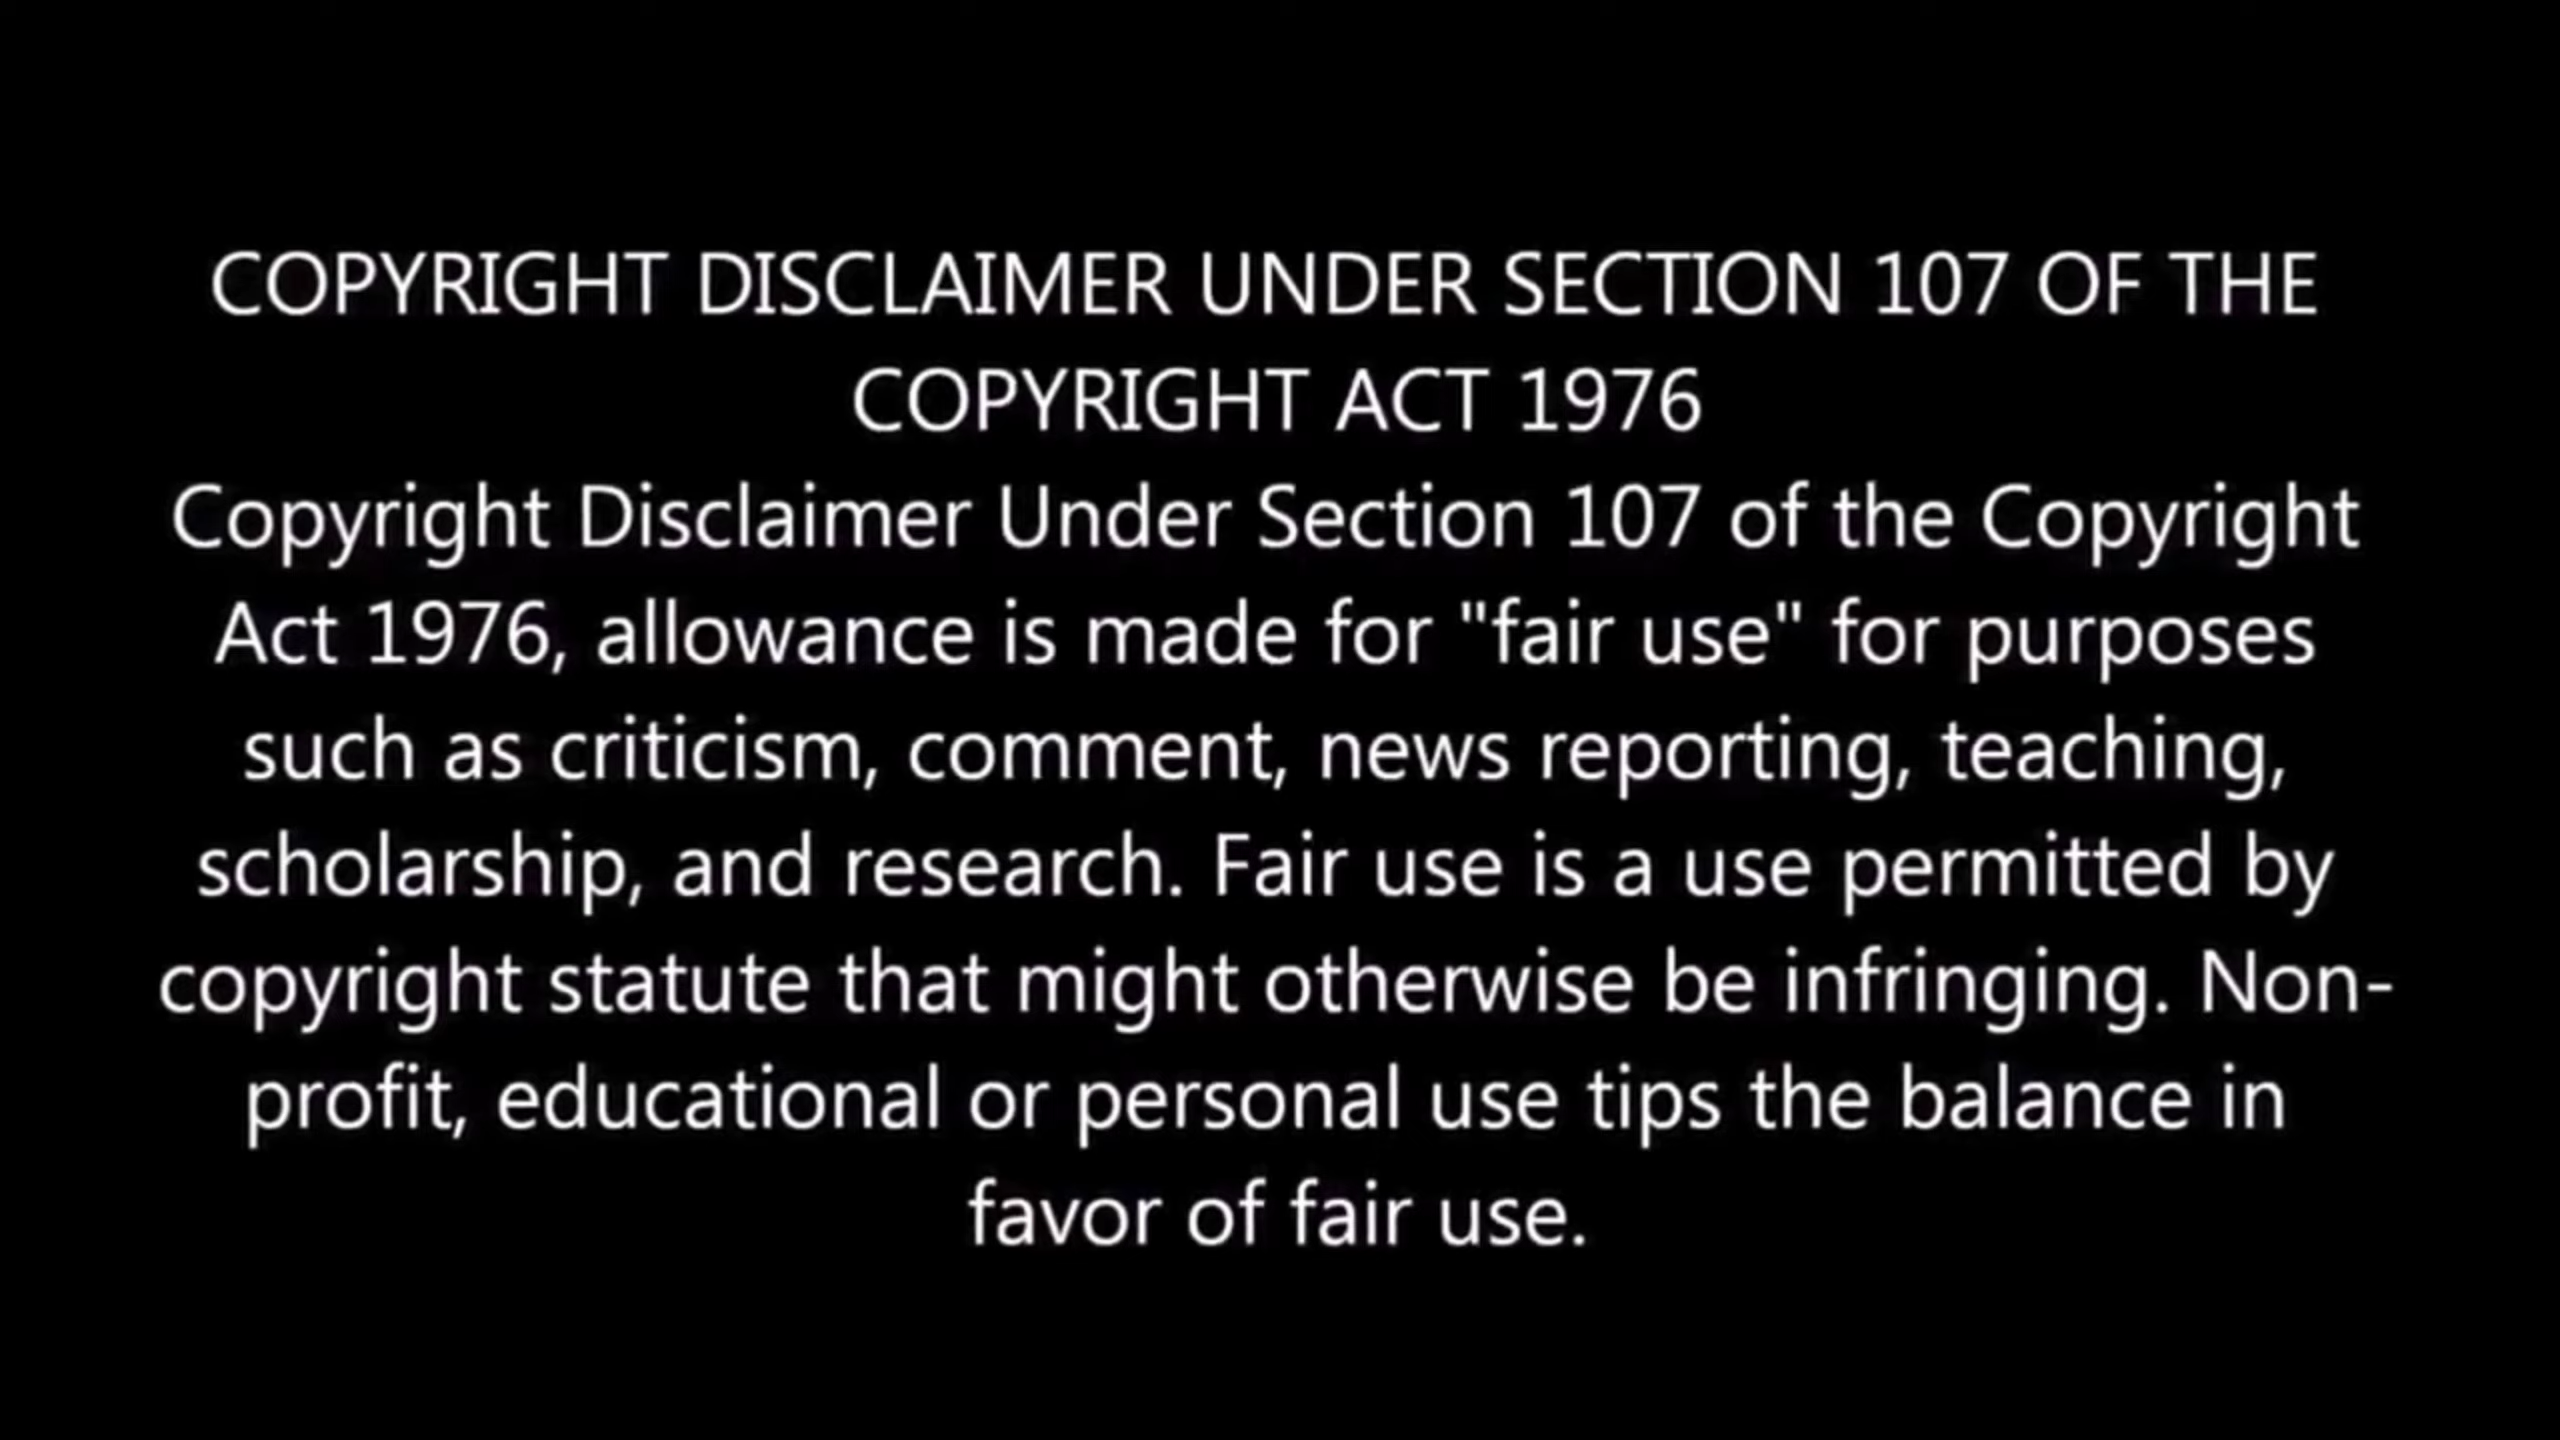 COPYRIGHT DISCLAIMER UNDER SECTION 107 OF THE
COPYRIGHT ACT 1976
Copyright Disclaimer Under Section 107 of the Copyright
Act 1976, allowance is made for "fair use" for purposes
such as criticism, comment, news reporting, teaching,
scholarship, and research. Fair use is a use permitted by
copyright statute that might otherwise be infringing. Non-
profit, educational or personal use tips the balance in
favor of fair use.